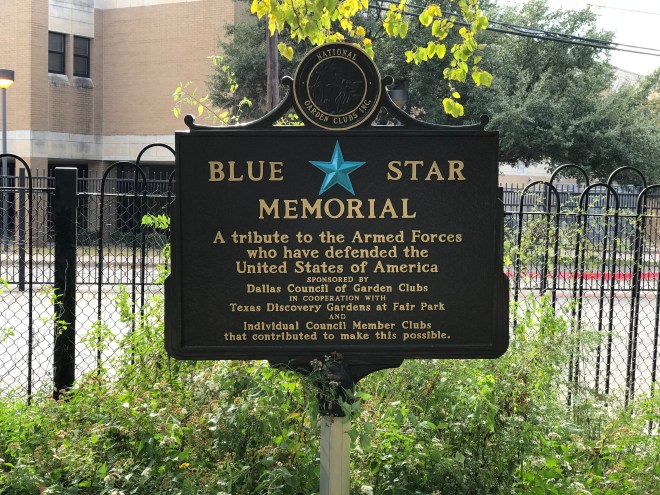 NATIONAL
GARDEN CLUBS INC.
BLUE STAR
MEMORIAL
A tribute to the Armed Forces
who have defended the
United States of America
SPONSORED BY
Dallas Council of Garden Clubs
IN COOPERATION WITH
Texas Discovery Gardens at Fair Park
AND
Individual Council Member Clubs
that contributed to make this possible.